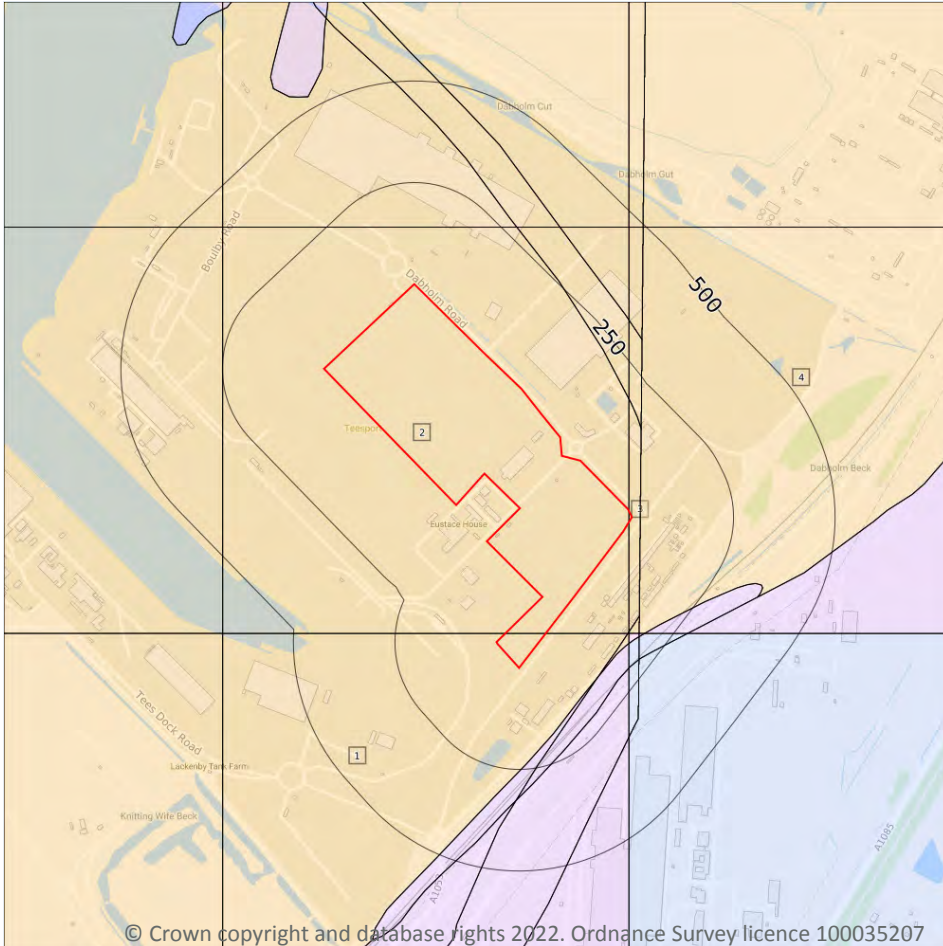 Dabholm Cut
Dabholm Gut
Boulby Road
Dabholm Road
500
250
4
Teesport
2
Dabholm Beck
3
Eustace House
Tees Dock Road
1
Lackenby Tank Farm
Knitting Wife Beck
A1085
© Crown copyright and database rights 2022. Ordnance Survey licence 100035207